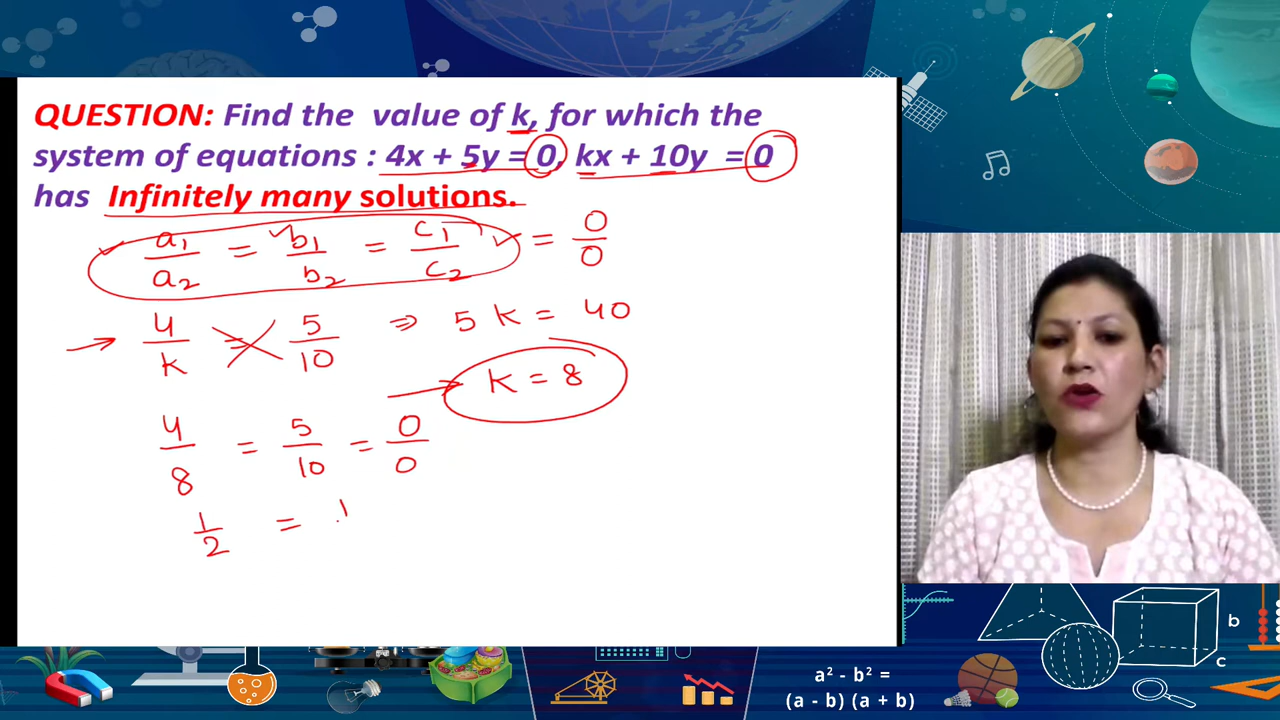 QUESTION: Find the value of k, for which the
system of equations : 4x + 5y = 0, kx + 10y = 0
has Infinitely many solutions.
a1/a2 = b1/b2 = c1/c2 = 0/0
4/k = 5/10 ⇒ 5k = 40
k = 8
4/8 = 5/10 = 0/0
1/2 = 1
b
c
a² - b² =
(a - b) (a + b)